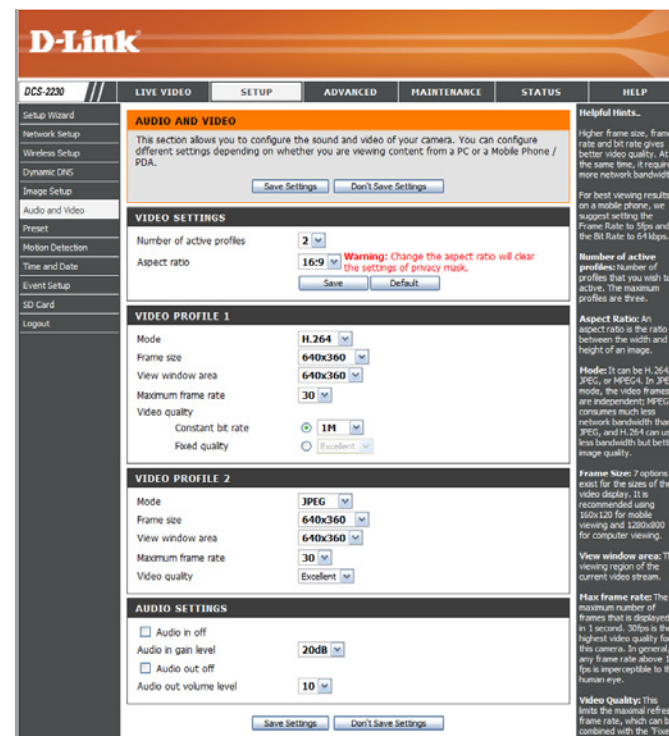 D-Link
DCS-2230 LIVE VIDEO SETUP ADVANCED MAINTENANCE STATUS HELP
Setup Wizard
Network Setup
Wireless Setup
Dynamic DNS
Image Setup
Audio and Video
Preset
Motion Detection
Time and Date
Event Setup
SD Card
Logout
AUDIO AND VIDEO
This section allows you to configure the sound and video of your camera. You can configure
different settings depending on whether you are viewing content from a PC or a Mobile Phone /
PDA.
Save Settings Don't Save Settings
VIDEO SETTINGS
Number of active profiles 2
Aspect ratio 16:9 Warning: Change the aspect ratio will clear
the settings of privacy mask.
Save Default
VIDEO PROFILE 1
Mode H.264
Frame size 640x360
View window area 640x360
Maximum frame rate 30
Video quality
Constant bit rate 1M
Fixed quality Excellent
VIDEO PROFILE 2
Mode JPEG
Frame size 640x360
View window area 640x360
Maximum frame rate 30
Video quality Excellent
AUDIO SETTINGS
Audio in off
Audio in gain level 20dB
Audio out off
Audio out volume level 10
Save Settings Don't Save Settings
Helpful Hints..
Higher frame size, frame
rate and bit rate gives
better video quality. At
the same time, it require
more network bandwidt
For best viewing results
on a mobile phone, we
suggest setting the
Frame Rate to 5fps and
the Bit Rate to 64 kbps.
Number of active
profiles: Number of
profiles that you wish to
active. The maximum
profiles are three.
Aspect Ratio: An
aspect ratio is the ratio
between the width and
height of an image.
Mode: It can be H.264,
JPEG, or MPEG4. In JPE
mode, the video frames
are independent; MPEG
consumes much less
network bandwidth than
JPEG, and H.264 can us
less bandwidth but bett
image quality.
Frame Size: 7 options
exist for the sizes of the
video display. It is
recommended using
160x120 for mobile
viewing and 1280x800
for computer viewing.
View window area: Th
viewing region of the
current video stream.
Max frame rate: The
maximum number of
frames that is displayed
in 1 second. 30fps is the
highest video quality for
this camera. In general,
any frame rate above 1
fps is imperceptible to th
human eye.
Video Quality: This
limits the maximal refres
frame rate, which can b
combined with the "Fixe